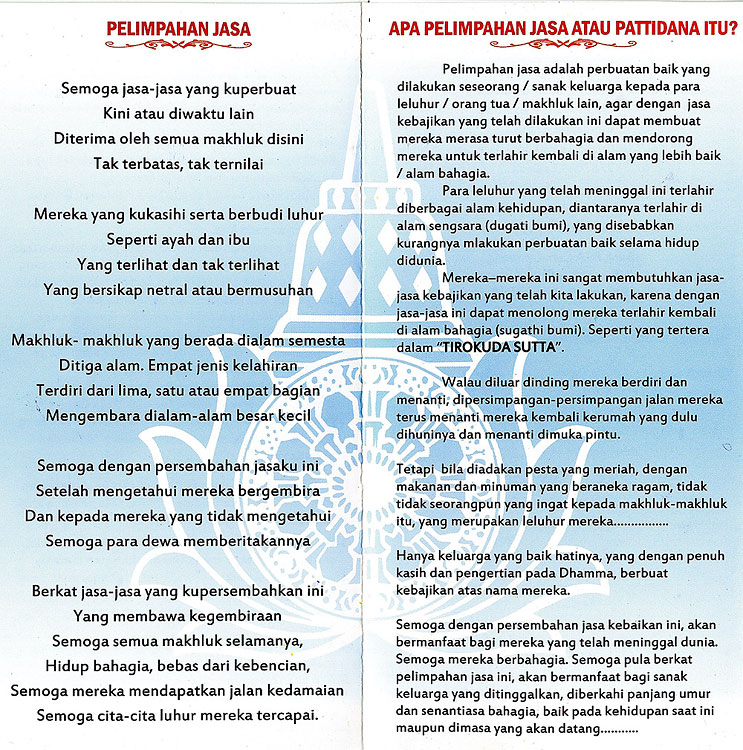 PELIMPAHAN JASA
Semoga jasa-jasa yang kuperbuat
Kini atau diwaktu lain
Diterima oleh semua makhluk disini
Tak terbatas, tak ternilai
Mereka yang kukasihi serta berbudi luhur
Seperti ayah dan ibu
Yang terlihat dan tak terlihat
Yang bersikap netral atau bermusuhan
Makhluk- makhluk yang berada dialam semesta
Ditiga alam. Empat jenis kelahiran
Terdiri dari lima, satu atau empat bagian
Mengembara dialam-alam besar kecil
Semoga dengan persembahan jasaku ini
Setelah mengetahui mereka bergembira
Dan kepada mereka yang tidak mengetahui
Semoga para dewa memberitakannya
Berkat jasa-jasa yang kupersembahkan ini
Yang membawa kegembiraan
Semoga semua makhluk selamanya,
Hidup bahagia, bebas dari kebencian,
Semoga mereka mendapatkan jalan kedamaian
Semoga cita-cita luhur mereka tercapai.
APA PELIMPAHAN JASA ATAU PATTIDANA ITU?
Pelimpahan jasa adalah perbuatan baik yang
dilakukan seseorang / sanak keluarga kepada para
leluhur / orang tua / makhluk lain, agar dengan jasa
kebajikan yang telah dilakukan ini dapat membuat
mereka merasa turut berbahagia dan mendorong
mereka untuk terlahir kembali di alam yang lebih baik
/ alam bahagia.
Para leluhur yang telah meninggal ini terlahir
diberbagai alam kehidupan, diantaranya terlahir di
alam sengsara (dugati bumi), yang disebabkan
kurangnya mlakukan perbuatan baik selama hidup
didunia.
Mereka–mereka ini sangat membutuhkan jasa-
jasa kebajikan yang telah kita lakukan, karena dengan
jasa-jasa ini dapat menolong mereka terlahir kembali
di alam bahagia (sugathi bumi). Seperti yang tertera
dalam “TIROKUDA SUTTA”.
Walau diluar dinding mereka berdiri dan
menanti, dipersimpangan-persimpangan jalan mereka
terus menanti mereka kembali kerumah yang dulu
dihuninya dan menanti dimuka pintu.
Tetapi bila diadakan pesta yang meriah, dengan
makanan dan minuman yang beraneka ragam, tidak
tidak seorangpun yang ingat kepada makhluk-makhluk
itu, yang merupakan leluhur mereka................
Hanya keluarga yang baik hatinya, yang dengan penuh
kasih dan pengertian pada Dhamma, berbuat
kebajikan atas nama mereka.
Semoga dengan persembahan jasa kebaikan ini, akan
bermanfaat bagi mereka yang telah meninggal dunia.
Semoga mereka berbahagia. Semoga pula berkat
pelimpahan jasa ini, akan bermanfaat bagi sanak
keluarga yang ditinggalkan, diberkahi panjang umur
dan senantiasa bahagia, baik pada kehidupan saat ini
maupun dimasa yang akan datang...........